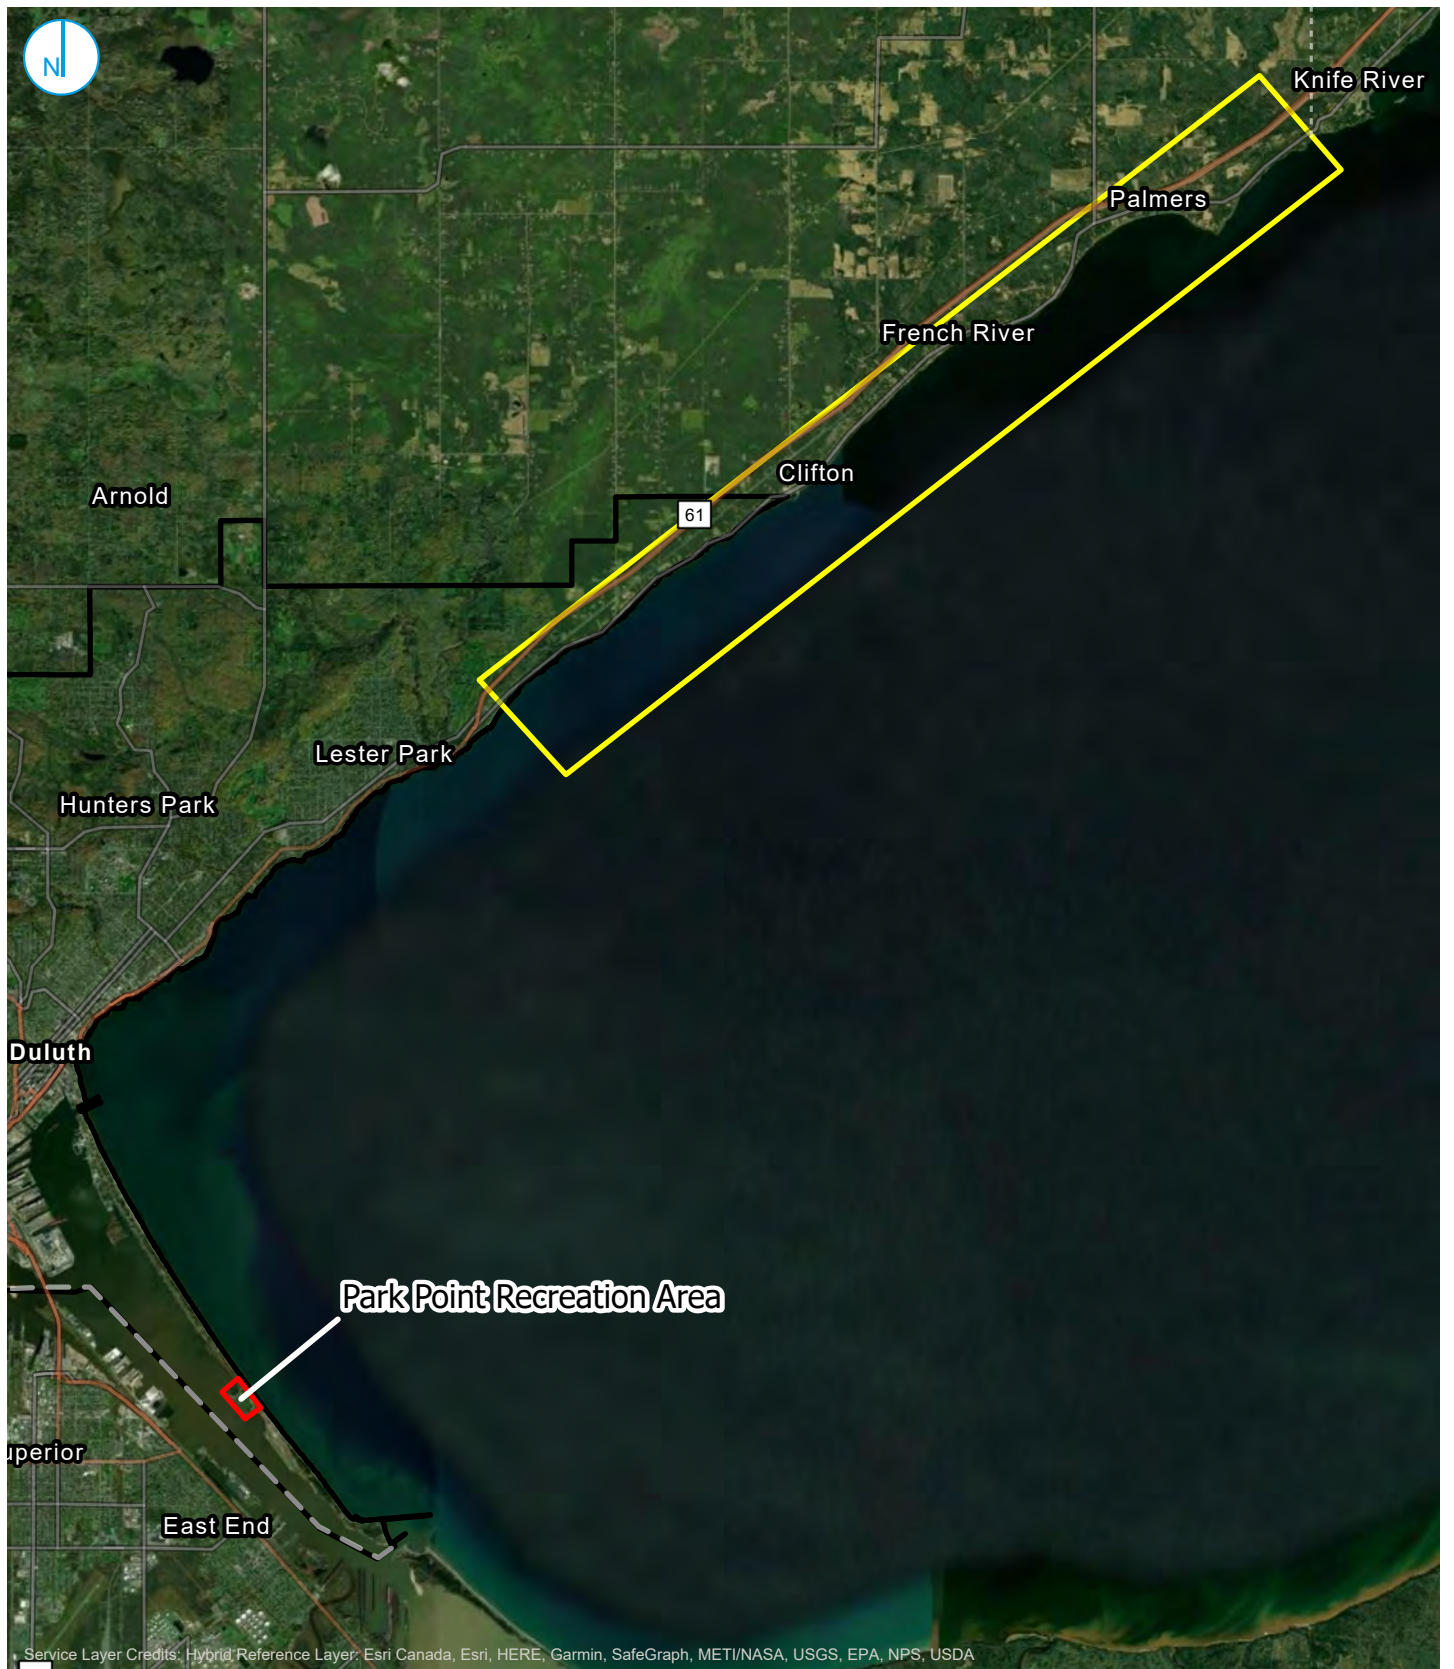 N
Knife River
Palmers
French River
Clifton
Arnold
61
Lester Park
Hunters Park
Duluth
Park Point Recreation Area
uperior
East End
Service Layer Credits: Hybrid Reference Layer: Esri Canada, Esri, HERE, Garmin, SafeGraph, METI/NASA, USGS, EPA, NPS, USDA